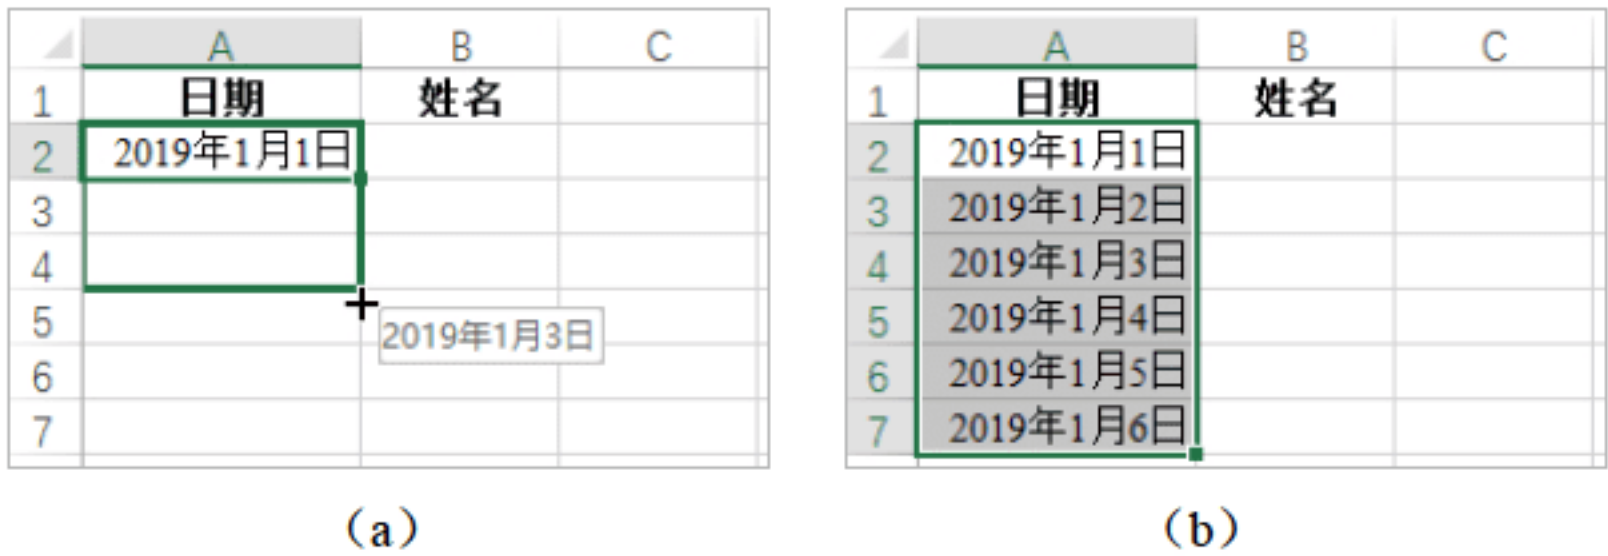 A B C
1 日期 姓名
2 2019年1月1日
3
4
5 2019年1月3日
6
7
(a)
A B C
1 日期 姓名
2 2019年1月1日
3 2019年1月2日
4 2019年1月3日
5 2019年1月4日
6 2019年1月5日
7 2019年1月6日
(b)